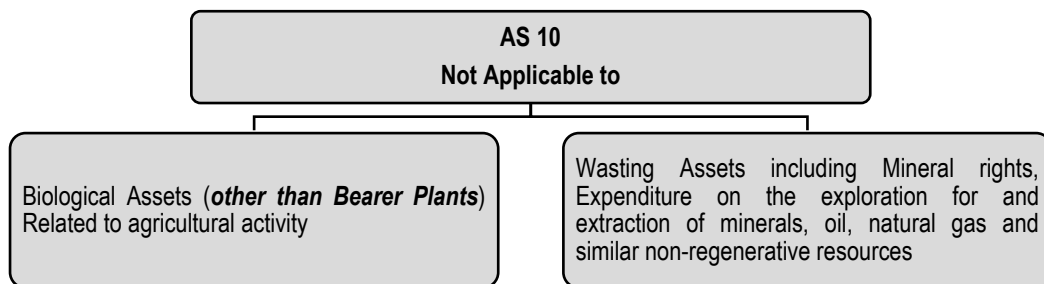 AS 10
Not Applicable to
Biological Assets (other than Bearer Plants)
Related to agricultural activity
Wasting Assets including Mineral rights,
Expenditure on the exploration for and
extraction of minerals, oil, natural gas and
similar non-regenerative resources